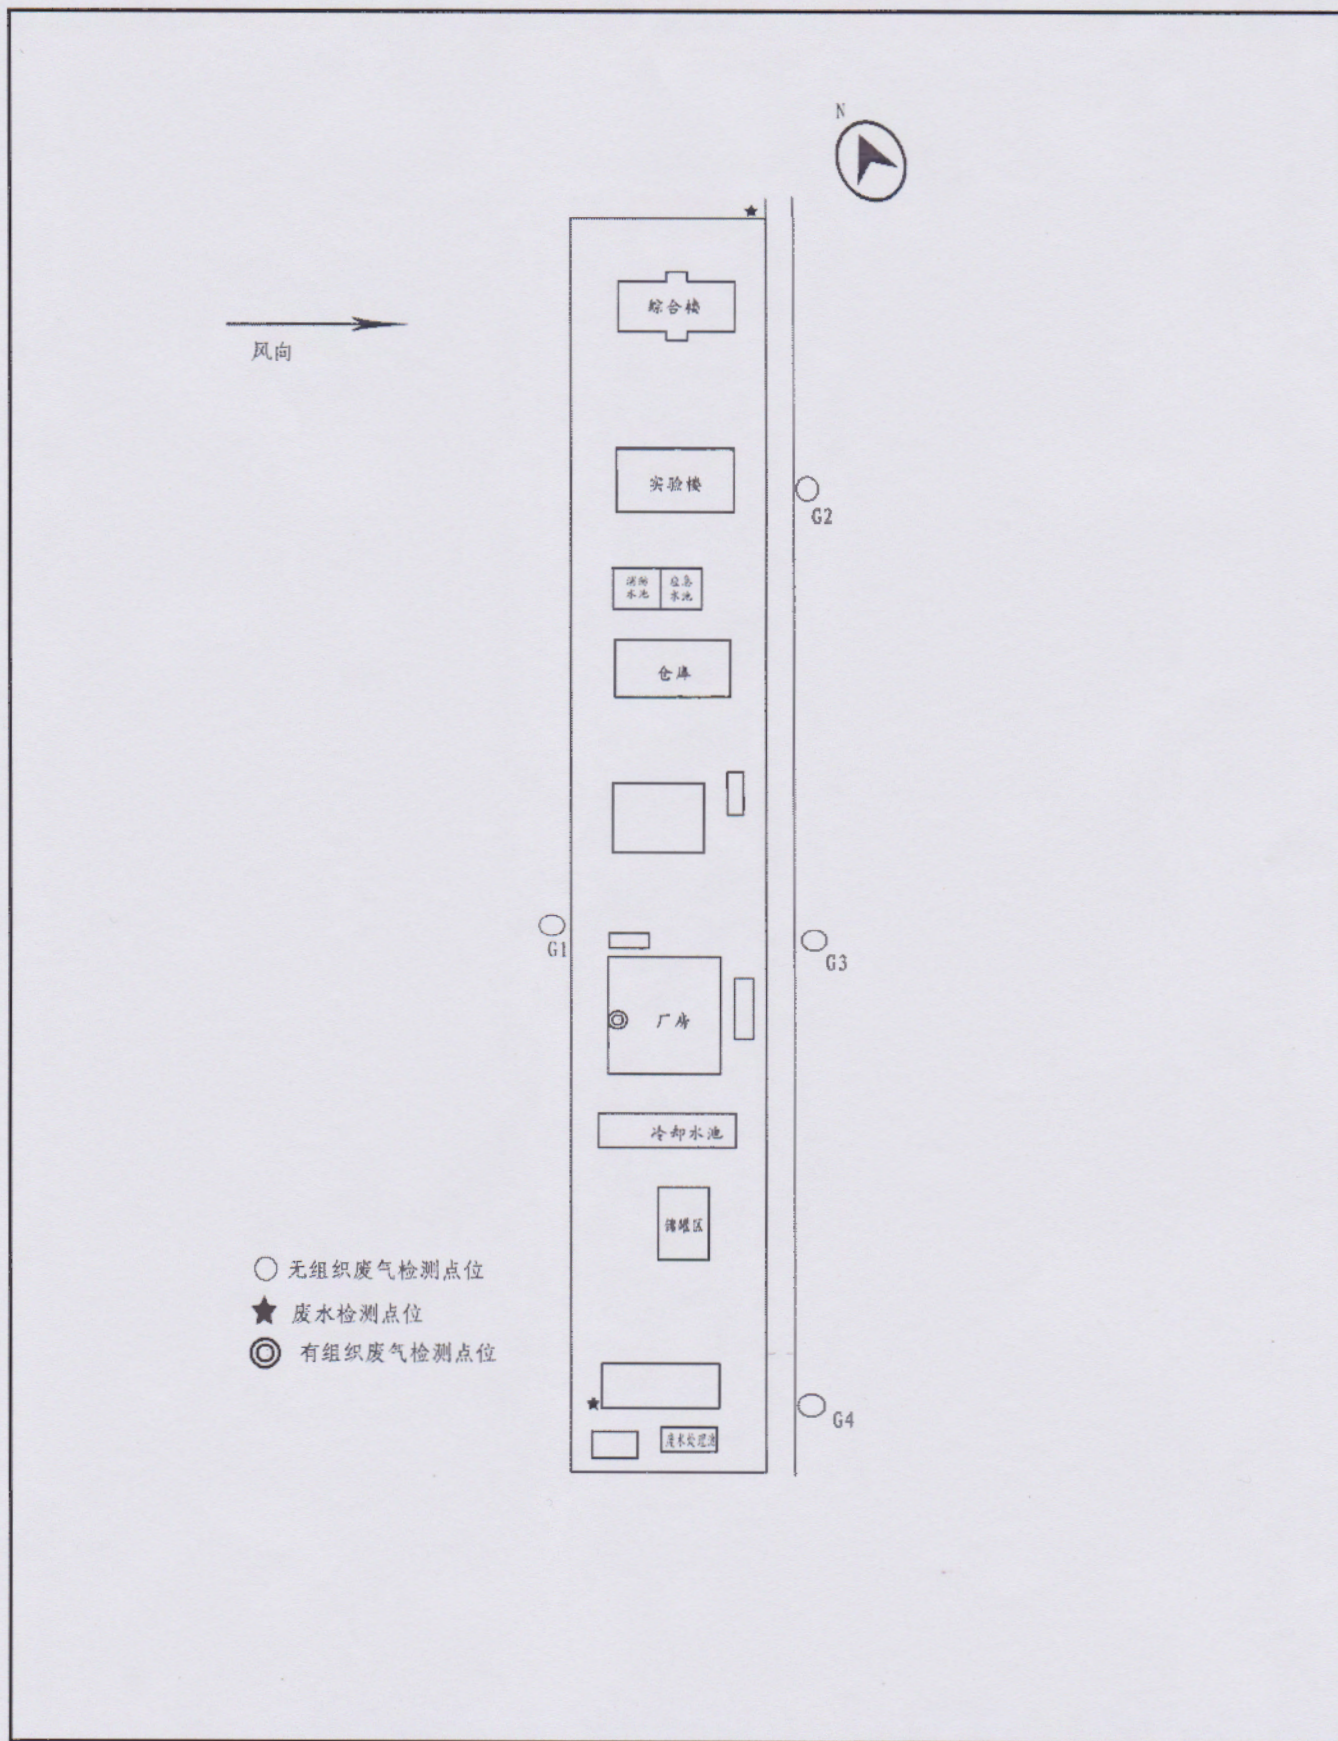 N
综合楼
风向
实验楼
G2
消防 应急
水池 水池
仓库
G1
G3
厂房
冷却水池
储罐区
无组织废气检测点位
废水检测点位
有组织废气检测点位
G4
废水处理池